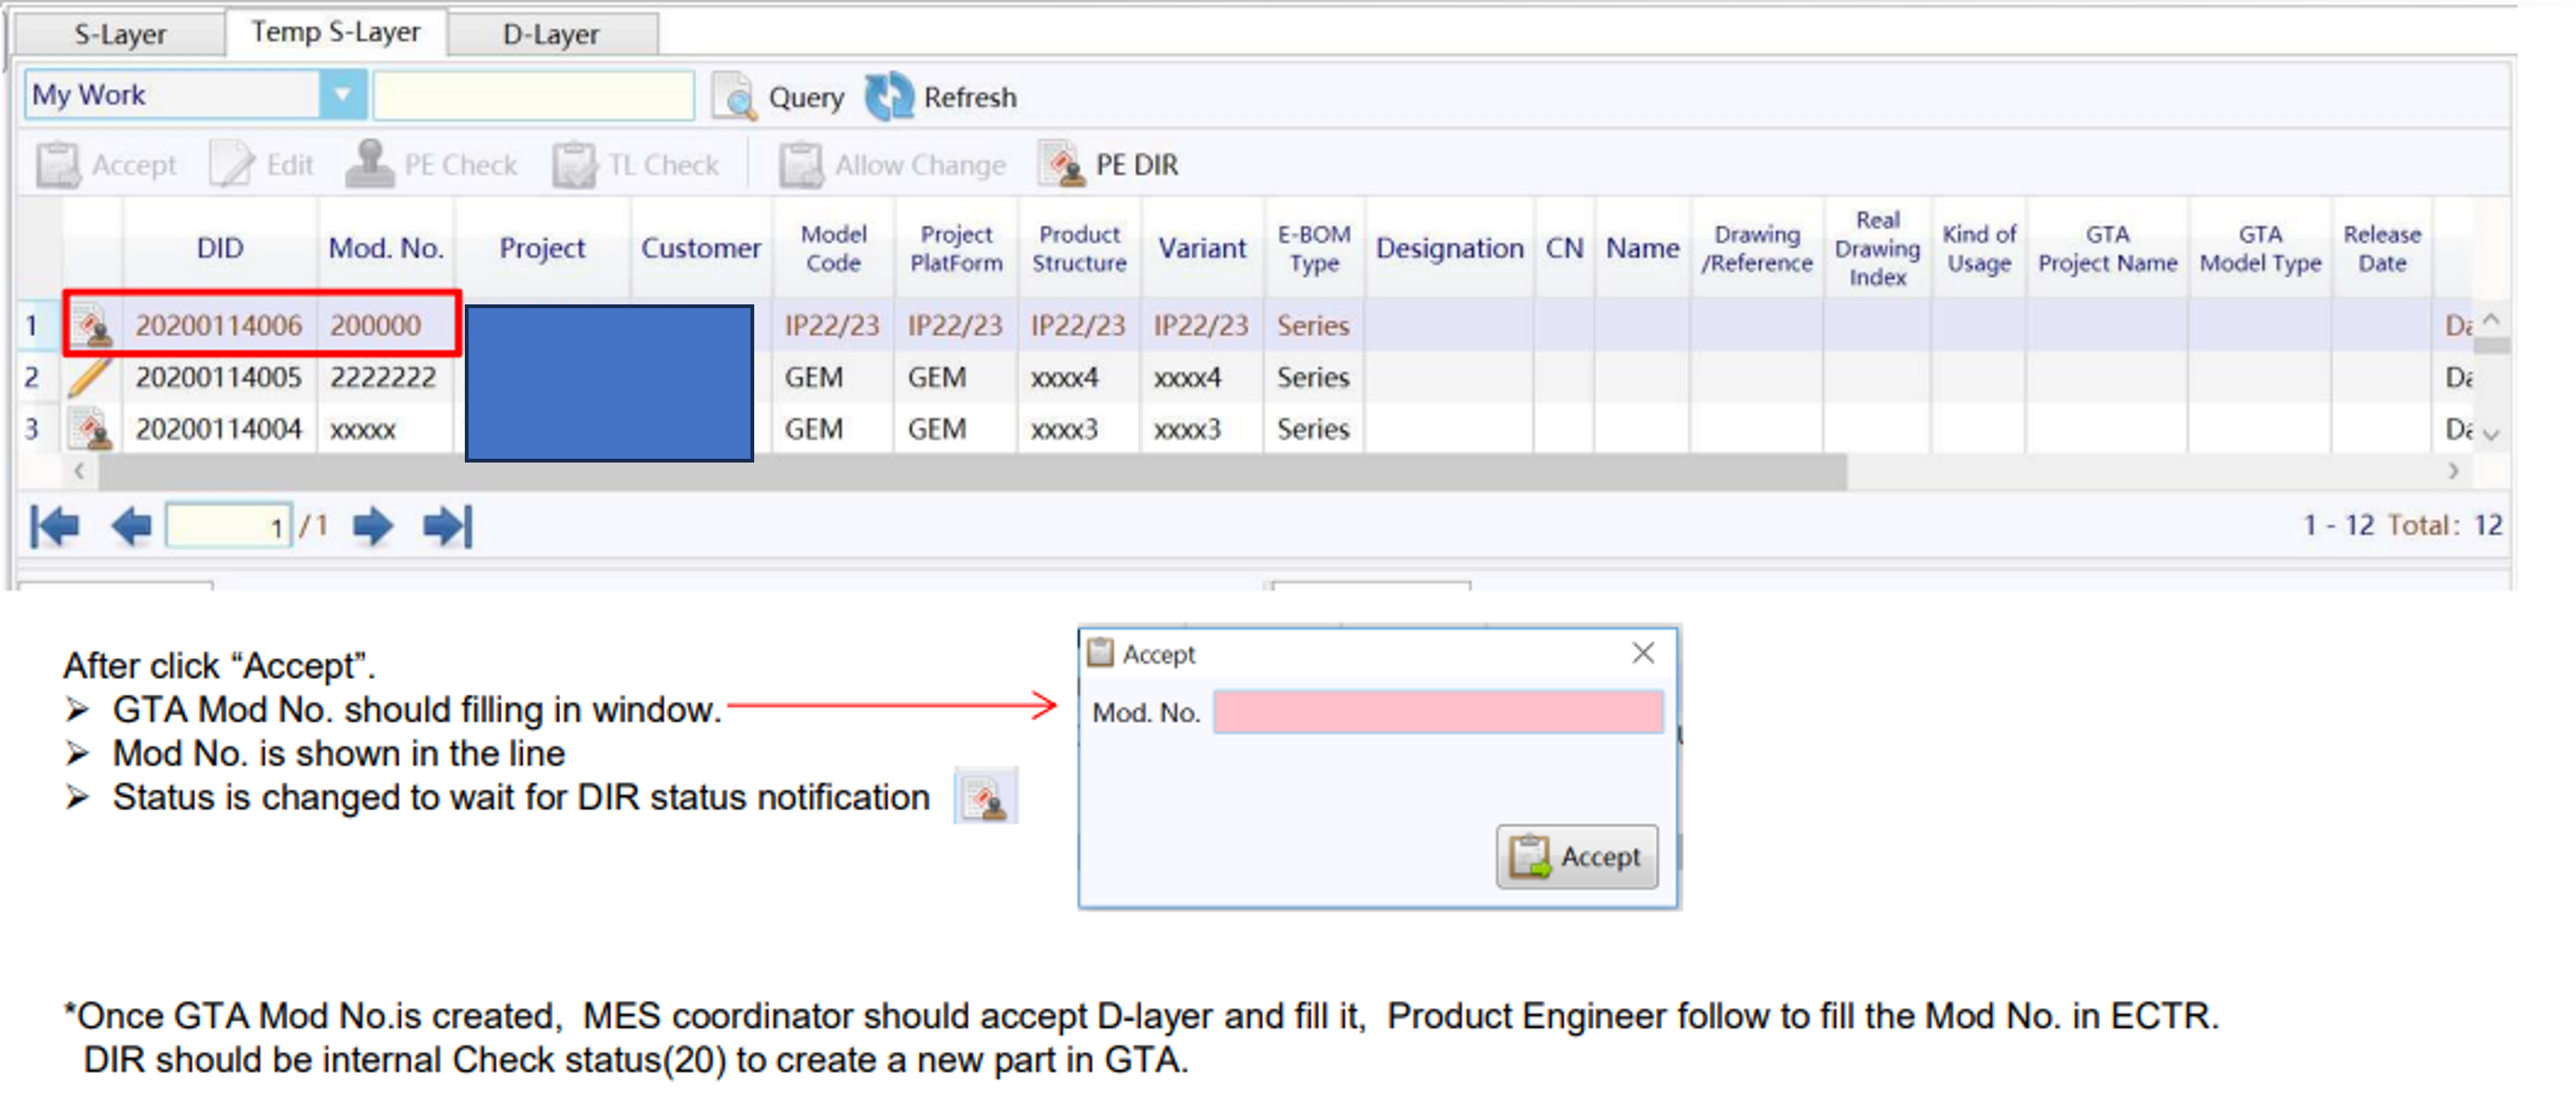 S-Layer Temp S-Layer D-Layer
My Work Query Refresh
Accept Edit PE Check TL Check Allow Change PE DIR
DID Mod. No. Project Customer Model Code Project PlatForm Product Structure Variant E-BOM Type Designation CN Name Drawing /Reference Real Drawing Index Kind of Usage GTA Project Name GTA Model Type Release Date
1 20200114006 200000 IP22/23 IP22/23 IP22/23 IP22/23 Series
2 20200114005 2222222 GEM GEM xxxx4 xxxx4 Series
3 20200114004 xxxxx GEM GEM xxxx3 xxxx3 Series
1 /1 1 - 12 Total: 12
After click “Accept”.
➢ GTA Mod No. should filling in window.
➢ Mod No. is shown in the line
➢ Status is changed to wait for DIR status notification
Accept
Mod. No.
Accept
*Once GTA Mod No.is created, MES coordinator should accept D-layer and fill it, Product Engineer follow to fill the Mod No. in ECTR.
DIR should be internal Check status(20) to create a new part in GTA.